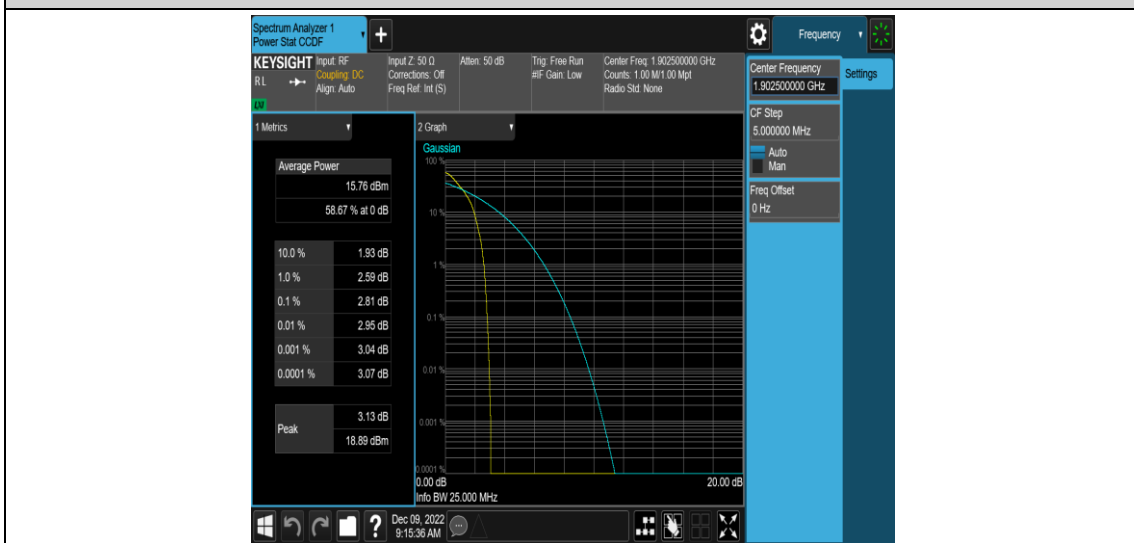 Spectrum Analyzer 1
Power Stat CCDF
+
Frequency
KEYSIGHT
RL
LXI
Input: RF
Coupling: DC
Align: Auto
Input Z: 50 Ω
Corrections: Off
Freq Ref: Int (S)
Atten: 50 dB
Trig: Free Run
#IF Gain: Low
Center Freq: 1.902500000 GHz
Counts: 1.00 M/1.00 Mpt
Radio Std: None
Center Frequency
1.902500000 GHz
Settings
CF Step
5.000000 MHz
Auto
Man
Freq Offset
0 Hz
1 Metrics
Average Power
15.76 dBm
58.67 % at 0 dB
10.0 % 1.93 dB
1.0 % 2.59 dB
0.1 % 2.81 dB
0.01 % 2.95 dB
0.001 % 3.04 dB
0.0001 % 3.07 dB
Peak
3.13 dB
18.89 dBm
2 Graph
Gaussian
100 %
10 %
1 %
0.1 %
0.01 %
0.001 %
0.0001 %
0.00 dB 20.00 dB
Info BW 25.000 MHz
?
Dec 09, 2022
9:15:36 AM